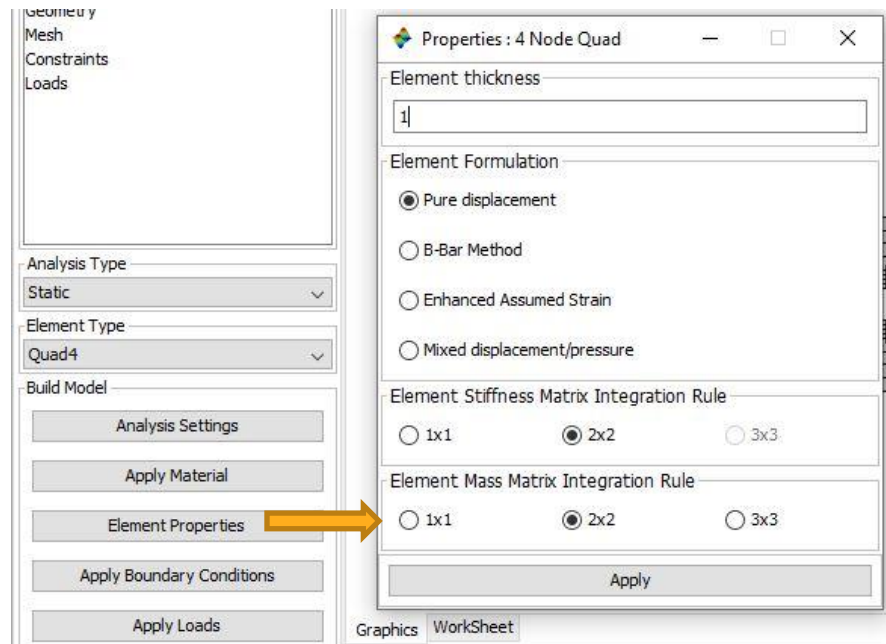 Geometry
Mesh
Constraints
Loads
Analysis Type
Static
Element Type
Quad4
Build Model
Analysis Settings
Apply Material
Element Properties
Apply Boundary Conditions
Apply Loads
Properties : 4 Node Quad
Element thickness
1
Element Formulation
Pure displacement
B-Bar Method
Enhanced Assumed Strain
Mixed displacement/pressure
Element Stiffness Matrix Integration Rule
1x1 2x2 3x3
Element Mass Matrix Integration Rule
1x1 2x2 3x3
Apply
Graphics WorkSheet